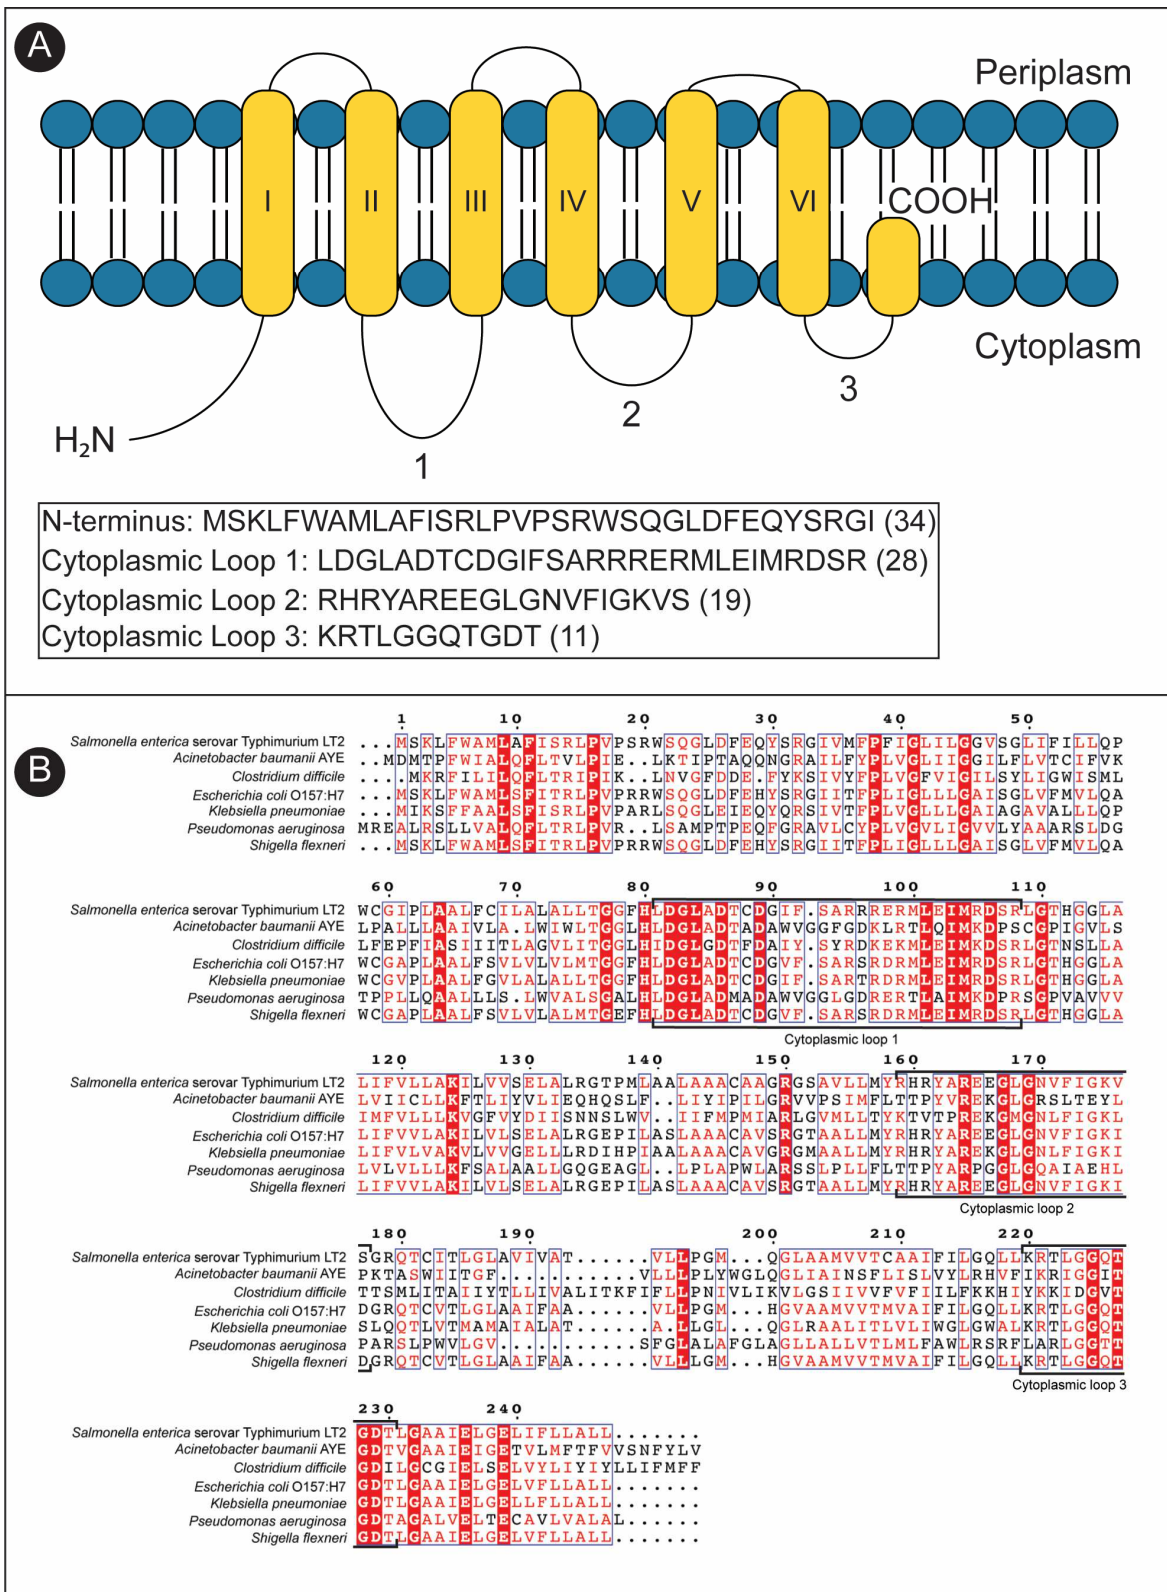 A
Periplasm
I II III IV V VI
COOH
Cytoplasm
H₂N
1
2
3
N-terminus: MSKLFWAMLAFISRLPVPSRWSQGLDFEQYSRGI (34)
Cytoplasmic Loop 1: LDGLADTCDGIFSARRRERMLEIMRDSR (28)
Cytoplasmic Loop 2: RHRYAREEGLGNVFIGKVS (19)
Cytoplasmic Loop 3: KRTLGGQTGDT (11)
B
1 10 20 30 40 50
Salmonella enterica serovar Typhimurium LT2 ...MSKLFWAMLAFISRLPVPSRWSQGLDFEQYSRGIVMFPFIGLILGGVSGLIFILLQP
Acinetobacter baumanii AYE ..MDMTPFWIALQFLTVLPIE..LKTIPTAQQNGRAILFYPLVGLIIGGILFLVTCIFVK
Clostridium difficile ....MKRFILILQFLTRIPIK..LNVGFDDE.FYKSIVYFPLVGFVIGILSYLIGWISML
Escherichia coli O157:H7 ...MSKLFWAMLSFITRLPVPRRWSQGLDFEHYSRGIITFPLIGLLLGAISGLVFMVLQA
Klebsiella pneumoniae ...MIKSFFAALSFITRLPVPARLSQGLEIEQYQRSIVTFPLVGLLLGAIAGAVALLLQP
Pseudomonas aeruginosa MREALRSLLVALQFLTRLPVR..LSAMPTPEQFGRAVLCYPLVGVLIGVVLYAAARSLDG
Shigella flexneri ...MSKLFWAMLSFITRLPVPRRWSQGLDFEHYSRGIITFPLIGLLLGAISGLVFMVLQA
60 70 80 90 100 110
Salmonella enterica serovar Typhimurium LT2 WCGIPLAALFCILALALLTGGFHLDGLADTCDGIF.SARRRERMLEIMRDSRLGTHGGLA
Acinetobacter baumanii AYE LPALLLAAIVLA.LWIWLTGGLHLDGLADTADAWVGGFGDKLRTLQIMKDPSCGPIGVLS
Clostridium difficile LFEPFIASIIITLAGVLITGGLHIDGLGDTFDAIY.SYRDKEKMLEIMKDSRLGTNSLLA
Escherichia coli O157:H7 WCGAPLAALFSVLVLVLMTGGFHLDGLADTCDGVF.SARSRDRMLEIMRDSRLGTHGGLA
Klebsiella pneumoniae WCGVPLAALFGVLALALLTGGFHLDGLADTCDGIF.SARTRDRMLEIMRDSRLGTHGGLA
Pseudomonas aeruginosa TPPLLQAALLLS.LWVALSGALHLDGLADMADAWVGGLGDRERTLAIMKDPRSGPVAVVV
Shigella flexneri WCGAPLAALFSVLVLALMTGEFHLDGLADTCDGVF.SARSRDRMLEIMRDSRLGTHGGLA
Cytoplasmic loop 1
120 130 140 150 160 170
Salmonella enterica serovar Typhimurium LT2 LIFVLLAKILVVSELALRGTPMLAALAAACAAGRGSAVLLMYRHRYAREEGLGNVFIGKV
Acinetobacter baumanii AYE LVIICLLKFTLIYVLIEQHQSLF..LIYIPILGRVVPSIMFLTTPYVREKGLGRSLTEYL
Clostridium difficile IMFVLLLKVGFVYDIISNNSLWV..IIFMPMIARLGVMLLTYKTVTPREKGMGNLFIGKL
Escherichia coli O157:H7 LIFVVLAKILVLSELALRGEPILASLAAACAVSRGTAALLMYRHRYAREEGLGNVFIGKI
Klebsiella pneumoniae LIFVLVAKVLVVGELLLRDIHPIAALAAACAVGRGMAALLMYRHRYAREKGLGNLFIGKI
Pseudomonas aeruginosa LVLVLLLKFSALAALLGQGEAGL..LPLAPWLARSSLPLLFLTTPYARPGGLGQAIAEHL
Shigella flexneri LIFVVLAKILVLSELALRGEPILASLAAACAVSRGTAALLMYRHRYAREEGLGNVFIGKI
Cytoplasmic loop 2
180 190 200 210 220
Salmonella enterica serovar Typhimurium LT2 SGRQTCITLGLAVIVAT......VLLPGM...QGLAAMVVTCAAIFILGQLLKRTLGGQT
Acinetobacter baumanii AYE PKTASWIITGF...........VLLLPLYWGLQGLIAINSFLISLVYLRHVFIKRIGGIT
Clostridium difficile TTSMLITAIIYTLLIVALITKFIFLLPNIVLIKVLGSIIVVFVFIILFKKHIYKKIDGVT
Escherichia coli O157:H7 DGRQTCVTLGLAAIFAA......VLLPGM...HGVAAMVVTMVAIFILGQLLKRTLGGQT
Klebsiella pneumoniae SLQQTLVTMAMAIALAT......A.LLGL...QGLRAALITLVLIWGLGWALKRTLGGQT
Pseudomonas aeruginosa PARSLPWVLGV...........SFGLALAFGLAGLLALLVTLMLFAWLRSRFLARLGGTT
Shigella flexneri DGRQTCVTLGLAAIFAA......VLLLGM...HGVAAMVVTMVAIFILGQLLKRTLGGQT
Cytoplasmic loop 3
230 240
Salmonella enterica serovar Typhimurium LT2 GDTLGAAIELGELIFLLALL.......
Acinetobacter baumanii AYE GDTVGAAIEIGETVLMFTFVVSNFYLV
Clostridium difficile GDILGCGIELSELVYLIYIYLLIFMFF
Escherichia coli O157:H7 GDTLGAAIELGELVFLLALL.......
Klebsiella pneumoniae GDTLGAAIELGELLFLLALL.......
Pseudomonas aeruginosa GDTAGALVELTECAVLVALAL......
Shigella flexneri GDTLGAAIELGELVFLLALL.......